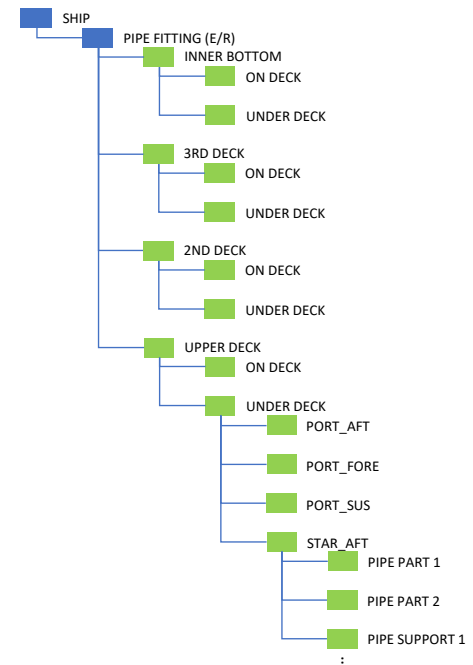 SHIP
PIPE FITTING (E/R)
INNER BOTTOM
ON DECK
UNDER DECK
3RD DECK
ON DECK
UNDER DECK
2ND DECK
ON DECK
UNDER DECK
UPPER DECK
ON DECK
UNDER DECK
PORT_AFT
PORT_FORE
PORT_SUS
STAR_AFT
PIPE PART 1
PIPE PART 2
PIPE SUPPORT 1
: